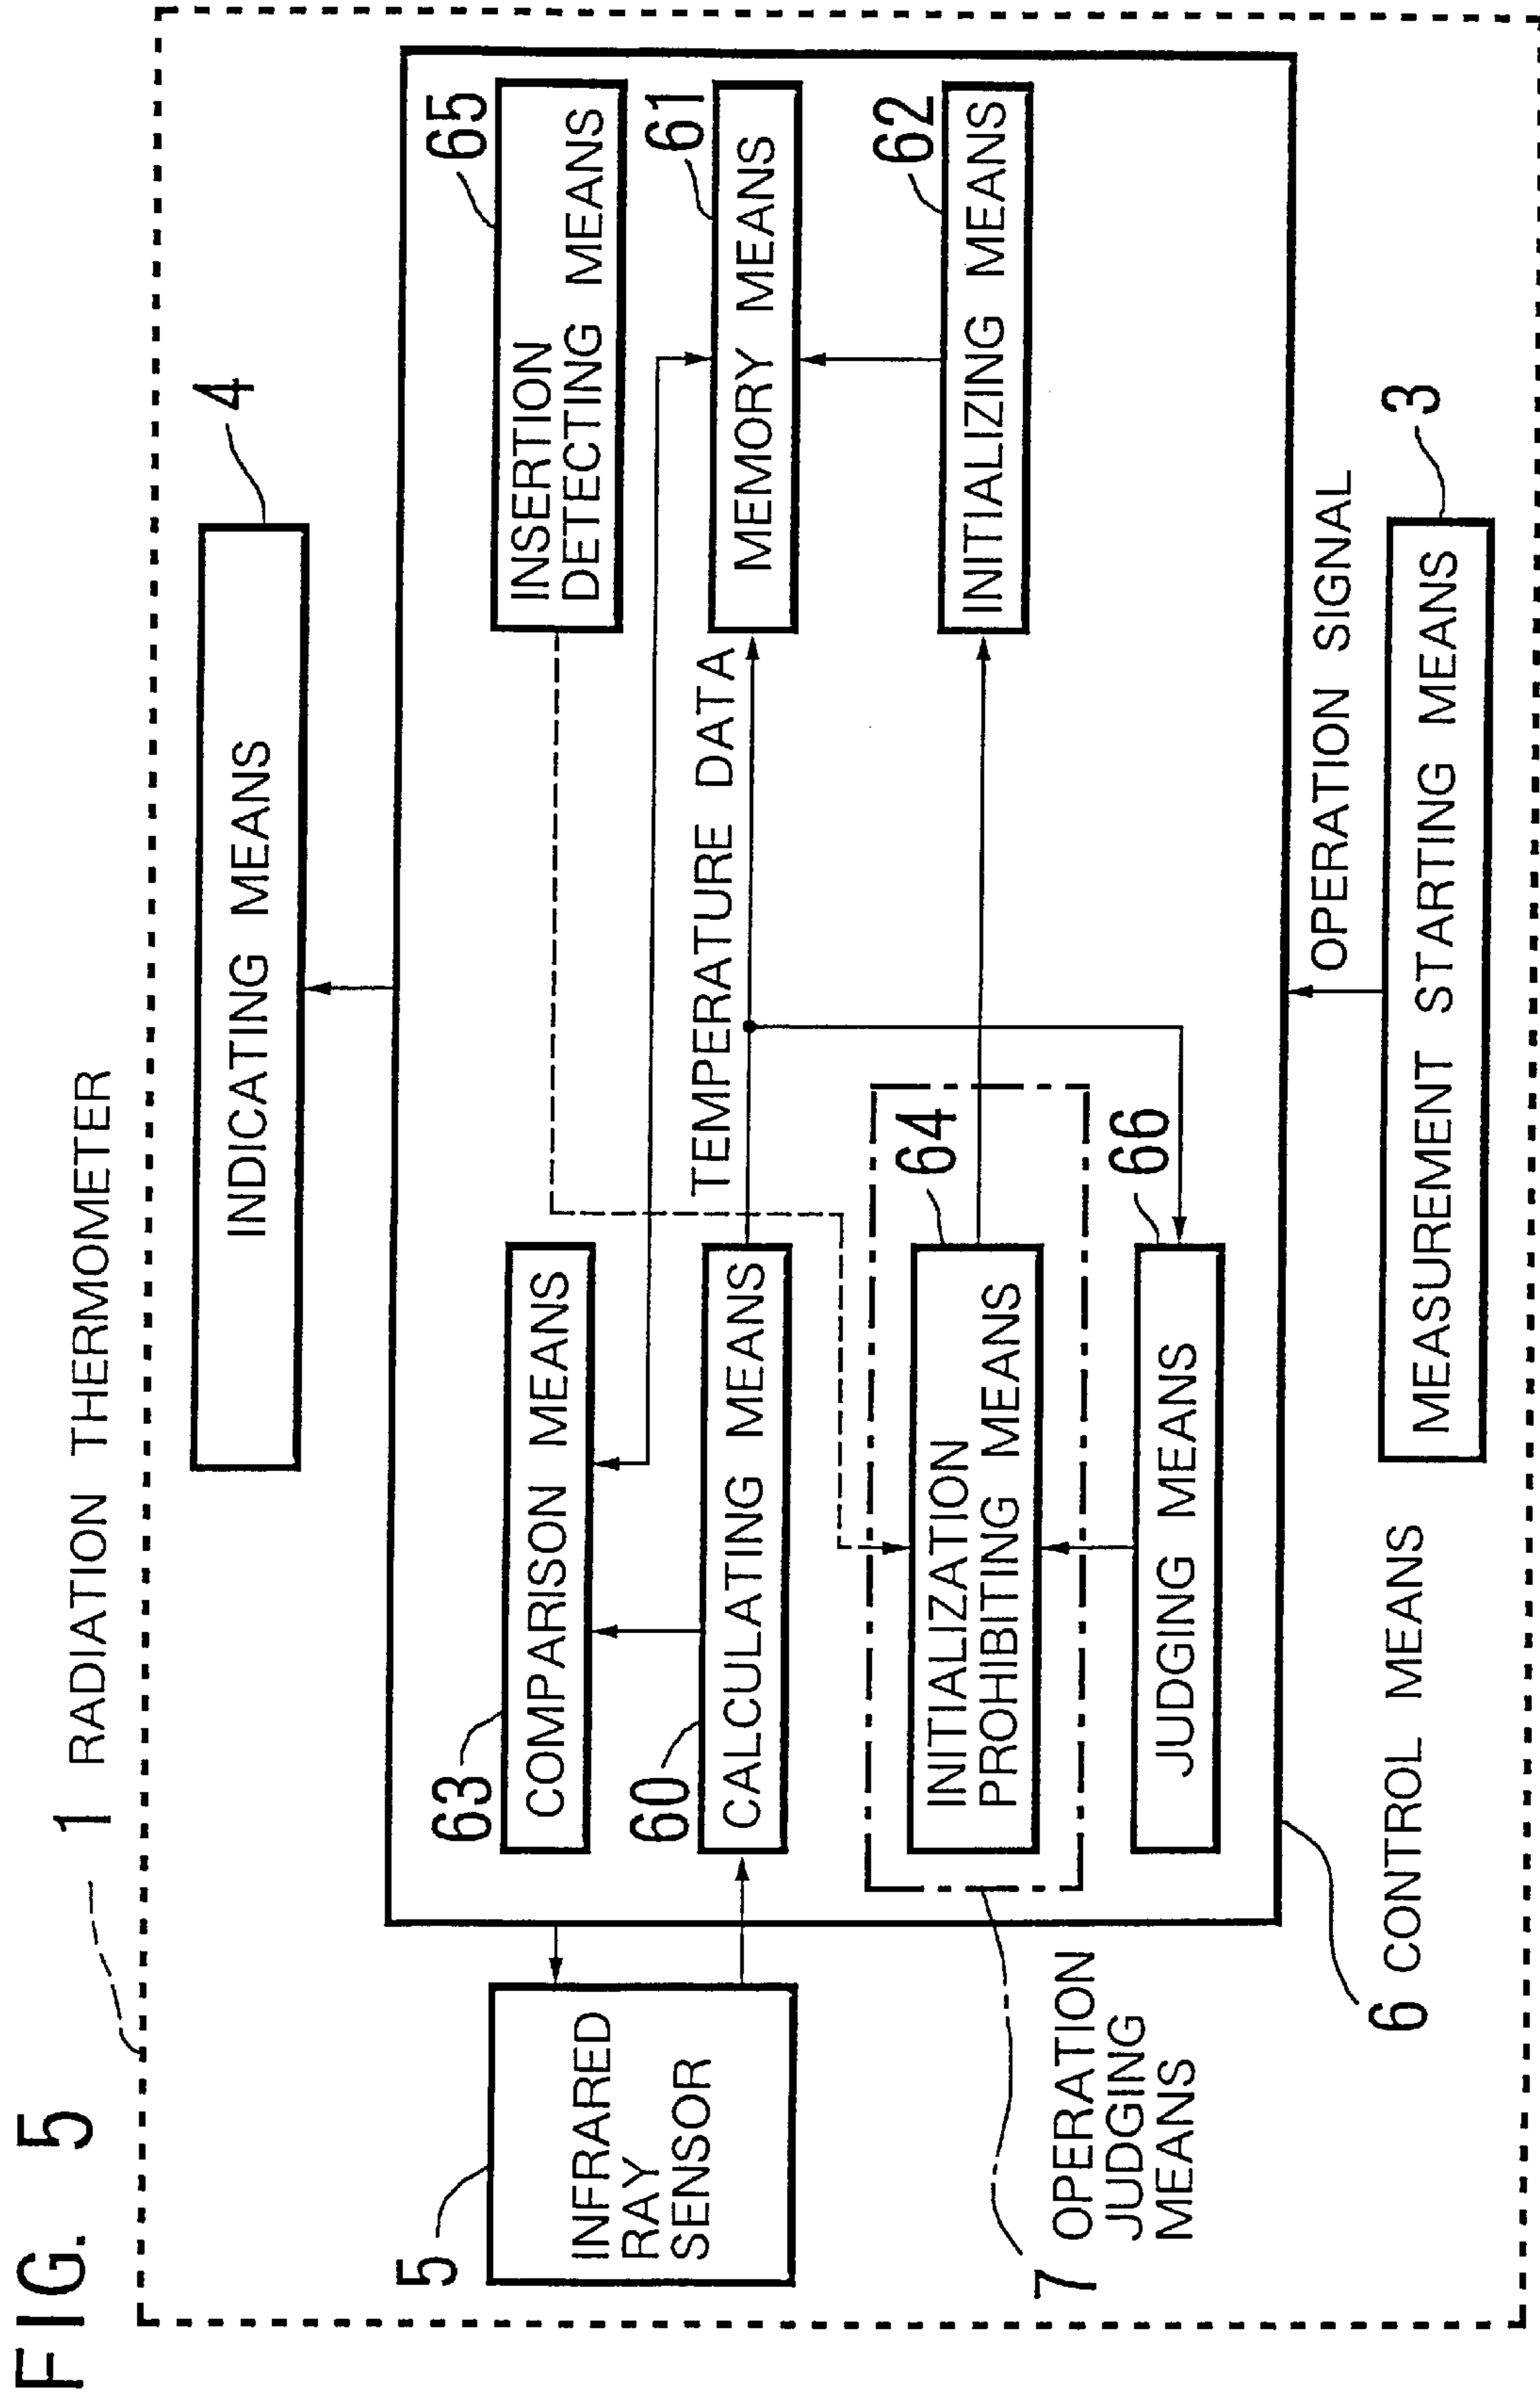 FIG. 5
1 RADIATION THERMOMETER
4
INDICATING MEANS
65
INSERTION
DETECTING MEANS
63
COMPARISON MEANS
61
MEMORY MEANS
TEMPERATURE DATA
60
CALCULATING MEANS
5
INFRARED
RAY
SENSOR
62
INITIALIZING MEANS
64
INITIALIZATION
PROHIBITING MEANS
66
JUDGING MEANS
7 OPERATION
JUDGING
MEANS
OPERATION SIGNAL
6 CONTROL MEANS
3
MEASUREMENT STARTING MEANS